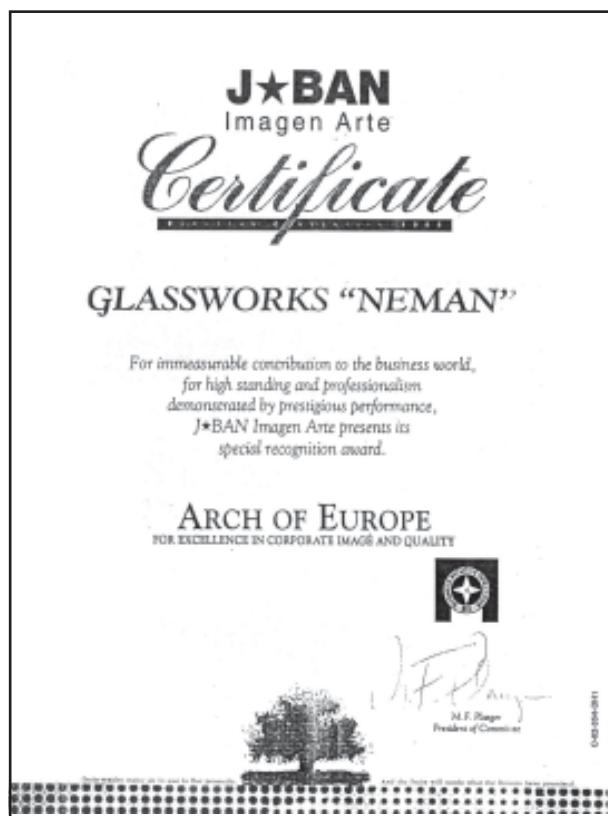 J★BAN
Imagen Arte
Certificate
GLASSWORKS “NEMAN”
For immeasurable contribution to the business world,
for high standing and professionalism
demonserated by prestigious performance,
J★BAN Imagen Arte presents its
special recognition award.
ARCH OF EUROPE
FOR EXCELLENCE IN CORPORATE IMAGE AND QUALITY
M.F.
President of Committee